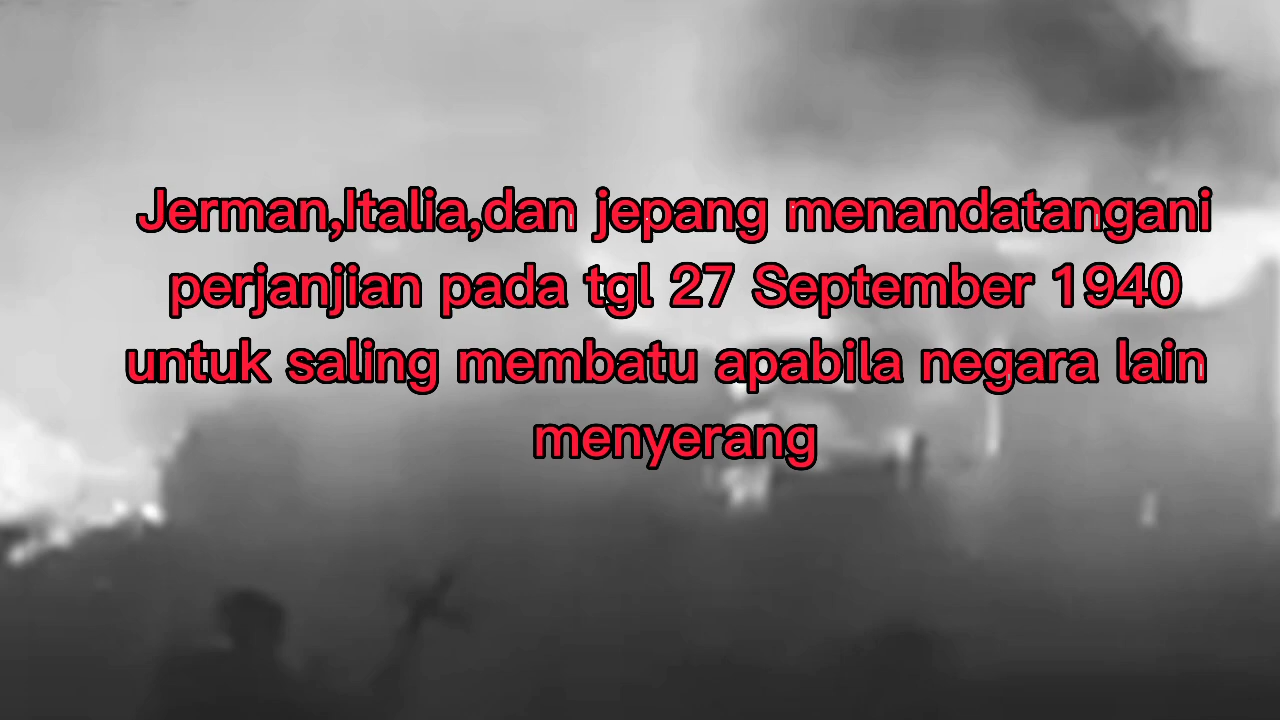 Jerman,Italia,dan jepang menandatangani
perjanjian pada tgl 27 September 1940
untuk saling membatu apabila negara lain
menyerang